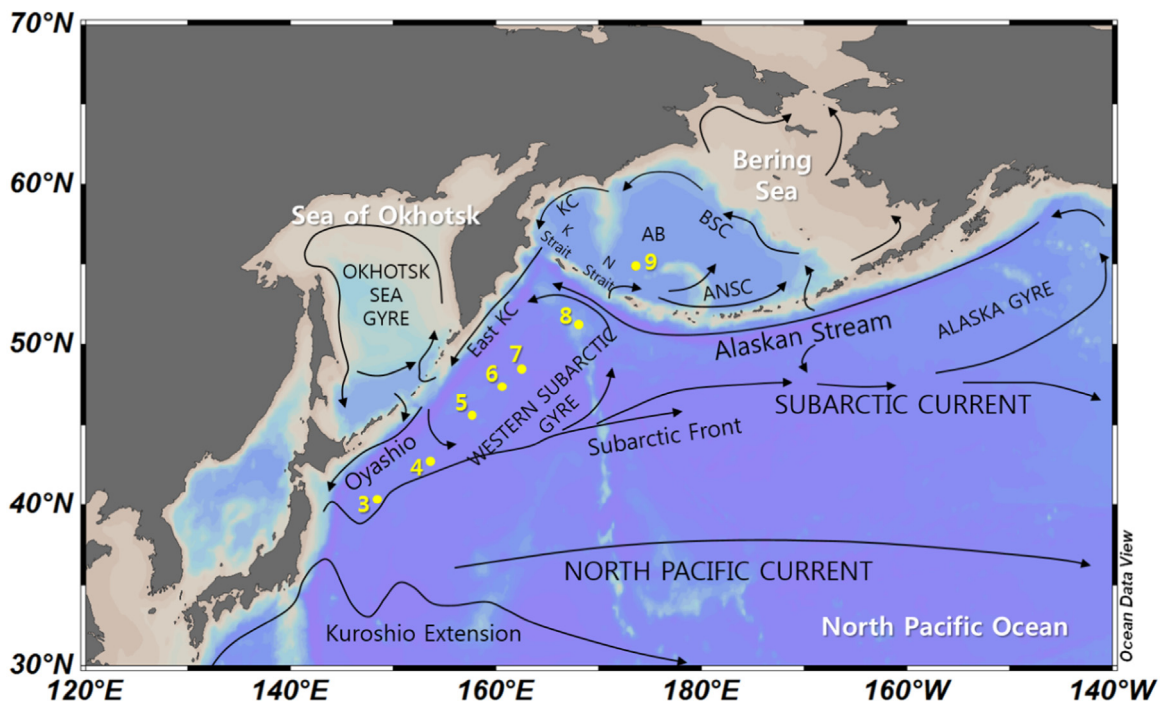 70°N
60°N
50°N
40°N
30°N
120°E
140°E
160°E
180°E
160°W
140°W
Bering
Sea
Sea of Okhotsk
KC
K
Strait
N
Strait
AB
BSC
9
ANSC
OKHOTSK
SEA
GYRE
East KC
8
7
6
5
4
3
Alaskan Stream
ALASKA GYRE
WESTERN SUBARCTIC
GYRE
SUBARCTIC CURRENT
Subarctic Front
Oyashio
NORTH PACIFIC CURRENT
Kuroshio Extension
North Pacific Ocean
Ocean Data View